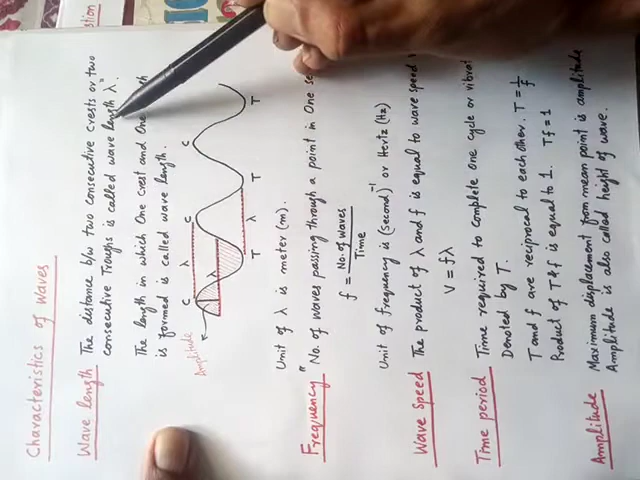 Characteristics of Waves
Wave length The distance b/w two consecutive crests or two
consecutive Troughs is called wave length λ".
The length in which One crest and One
is formed is called wave length.
Amplitude
C C C
λ
λ
λ
T T T
Unit of λ is meter (m).
Frequency "No. of waves passing through a point in One
f = No. of waves / Time
Unit of frequency is (second)⁻¹ or Hertz (Hz)
Wave Speed The product of λ and f is equal to wave speed
V = fλ
Time period Time required to complete one cycle or
Denoted by T.
T and f are reciprocal to each other. T = 1/f
Product of T & f is equal to 1. Tf = 1
Amplitude Maximum displacement from mean point is amplitude
Amplitude is also called height of wave.